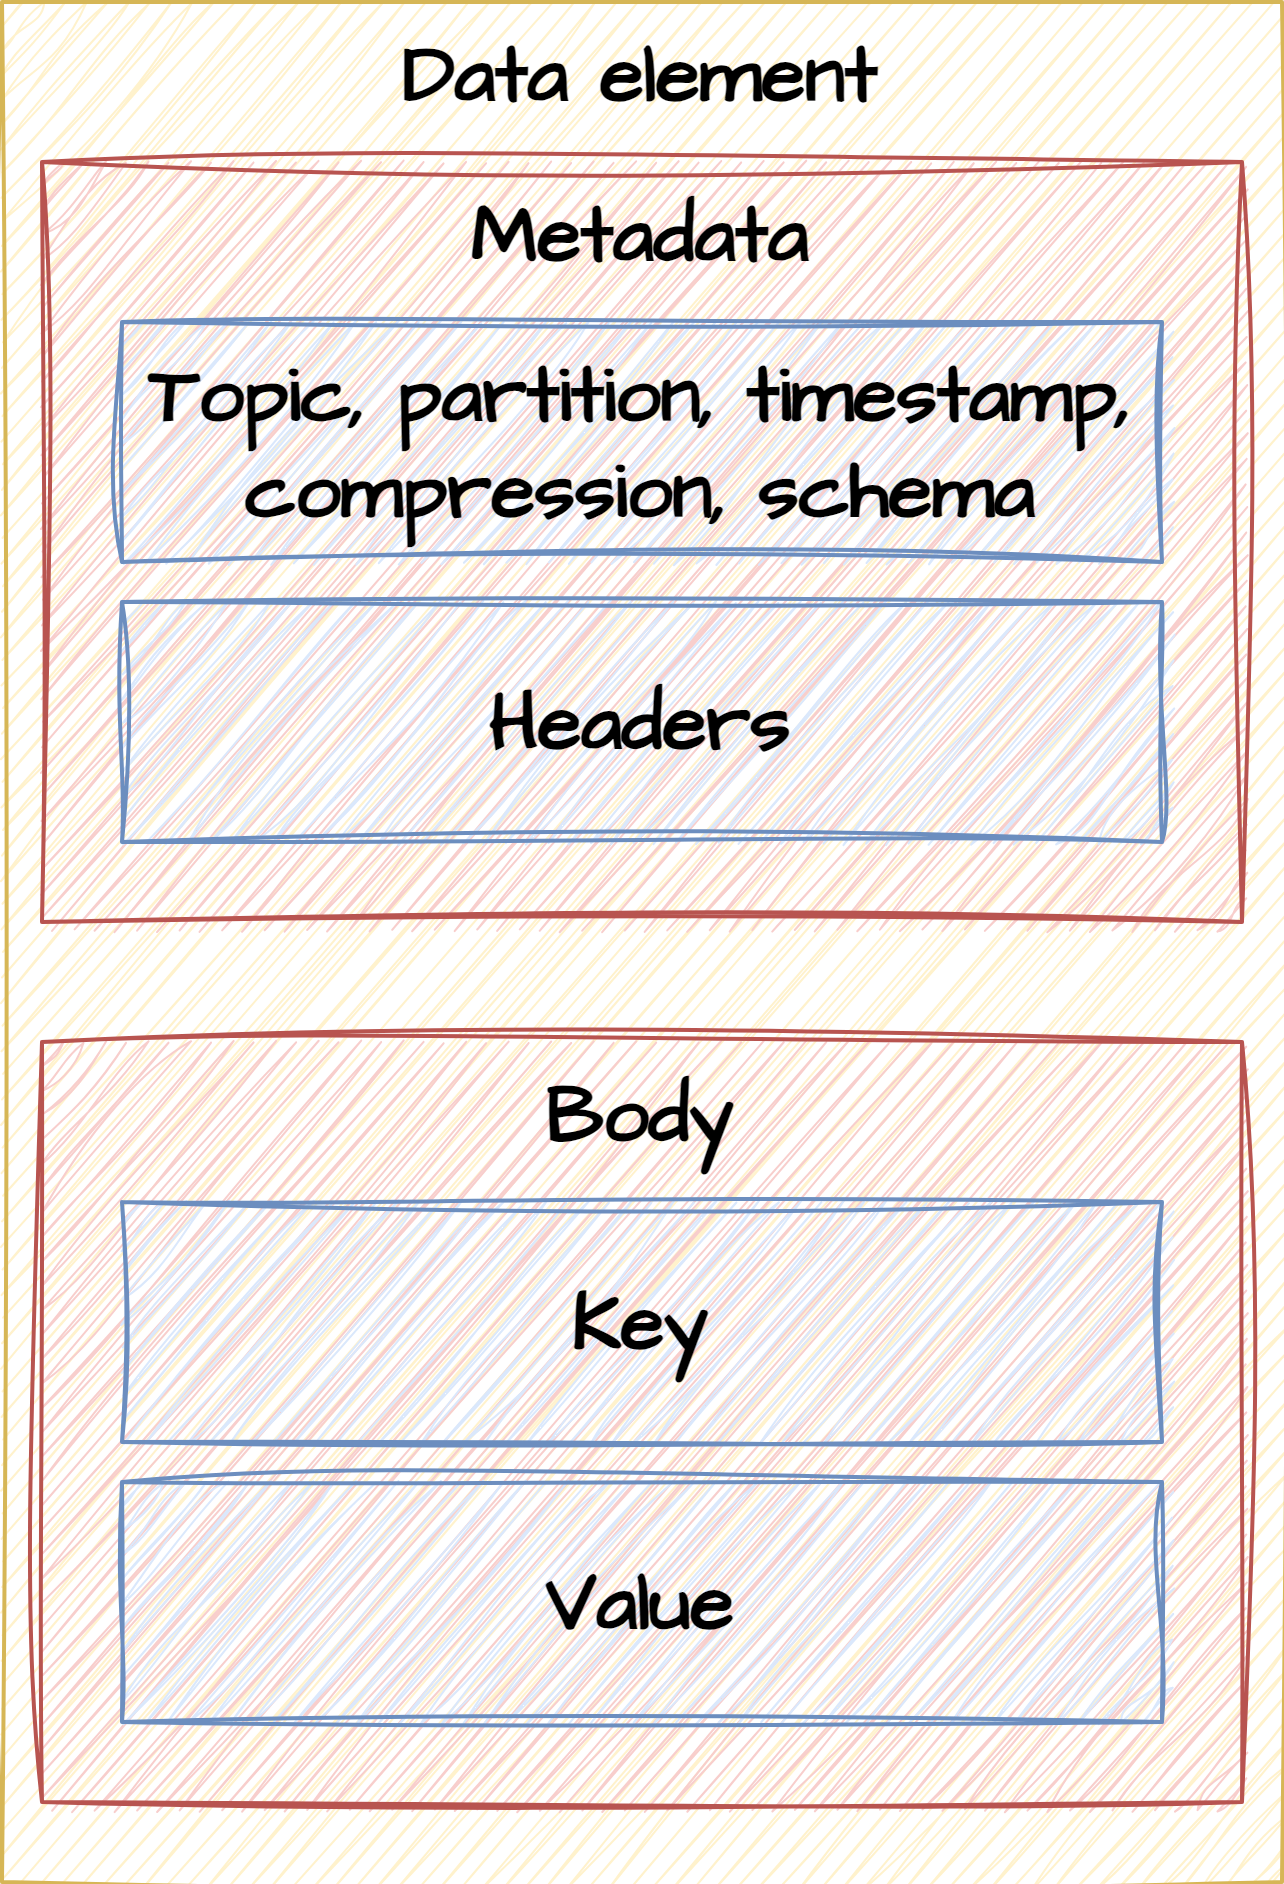 Data element
Metadata
Topic, partition, timestamp,
compression, schema
Headers
Body
Key
Value